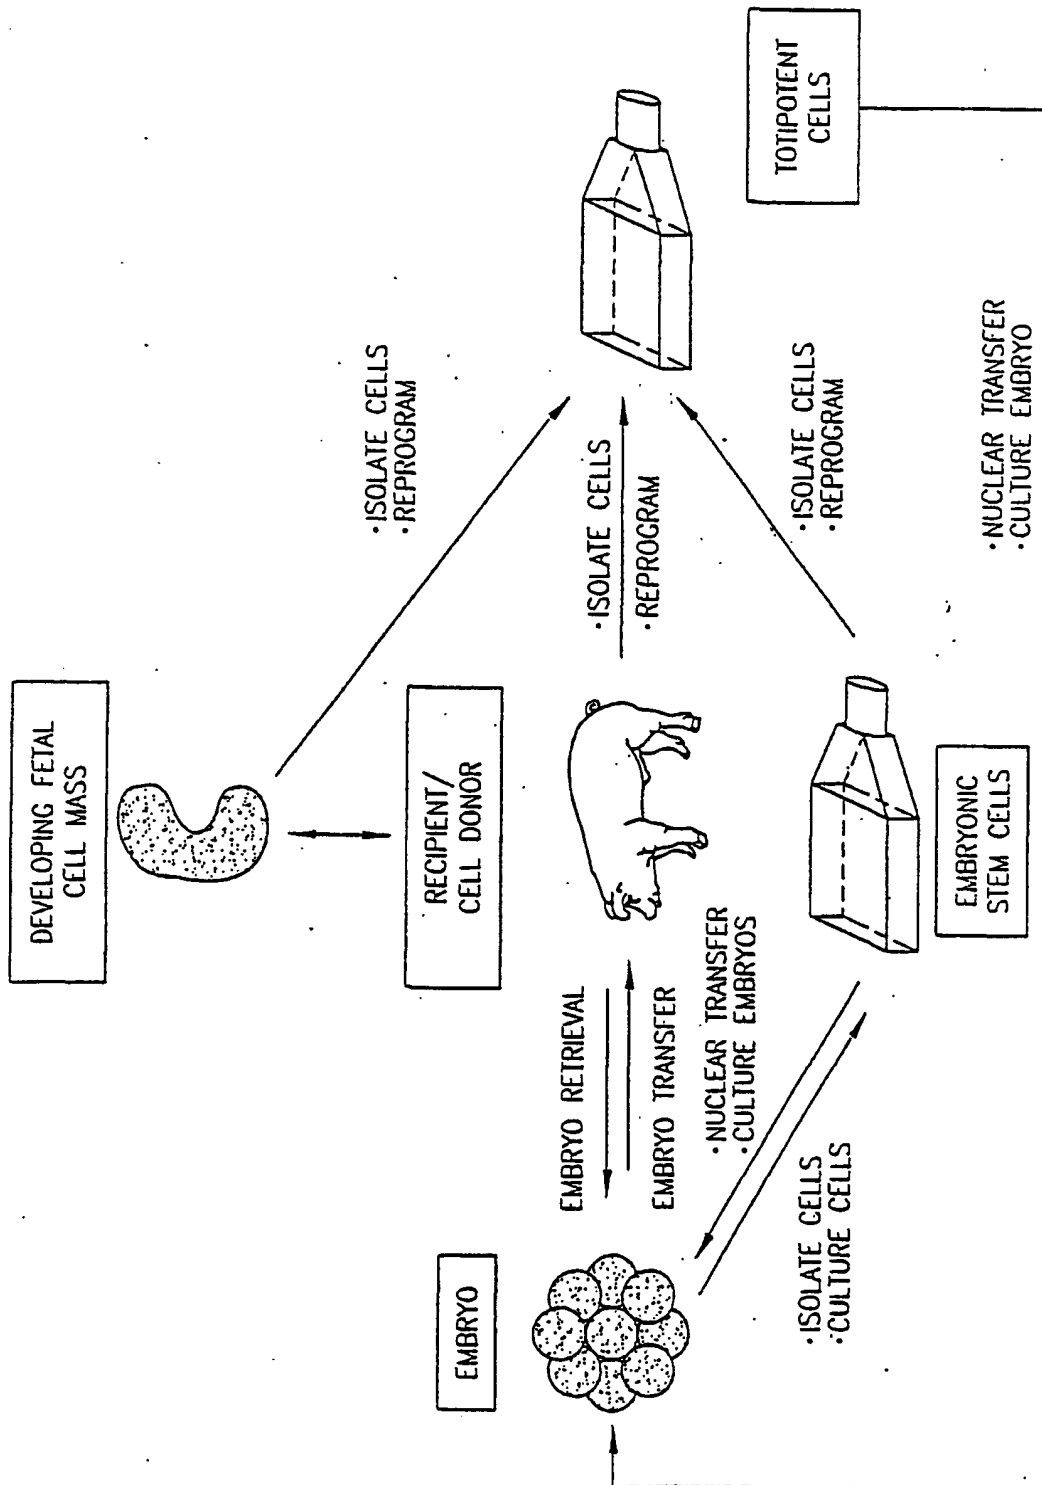 DEVELOPING FETAL
CELL MASS
·ISOLATE CELLS
·REPROGRAM
EMBRYO
RECIPIENT/
CELL DONOR
EMBRYO RETRIEVAL
EMBRYO TRANSFER
·ISOLATE CELLS
·REPROGRAM
·NUCLEAR TRANSFER
·CULTURE EMBRYOS
·ISOLATE CELLS
·CULTURE CELLS
EMBRYONIC
STEM CELLS
·ISOLATE CELLS
·REPROGRAM
TOTIPOTENT
CELLS
·NUCLEAR TRANSFER
·CULTURE EMBRYO